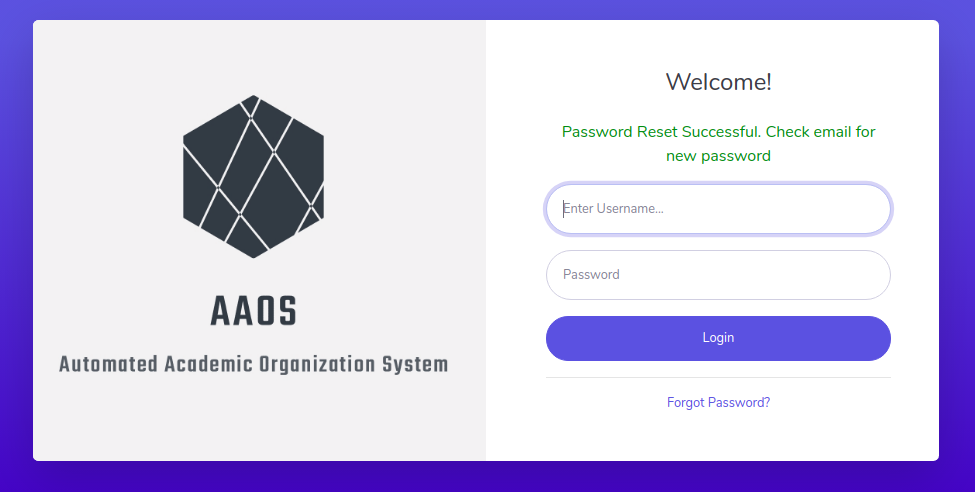 AAOS
Automated Academic Organization System
Welcome!
Password Reset Successful. Check email for
new password
Enter Username...
Password
Login
Forgot Password?